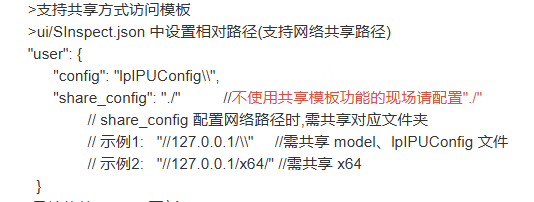 >支持共享方式访问模板
>ui/SInspect.json 中设置相对路径(支持网络共享路径)
"user": {
"config": "IpIPUConfig\\",
"share_config": "./" //不使用共享模板功能的现场请配置"./"
// share_config 配置网络路径时,需共享对应文件夹
// 示例1: "//127.0.0.1/\\" //需共享 model、IpIPUConfig 文件
// 示例2: "//127.0.0.1/x64/" //需共享 x64
}